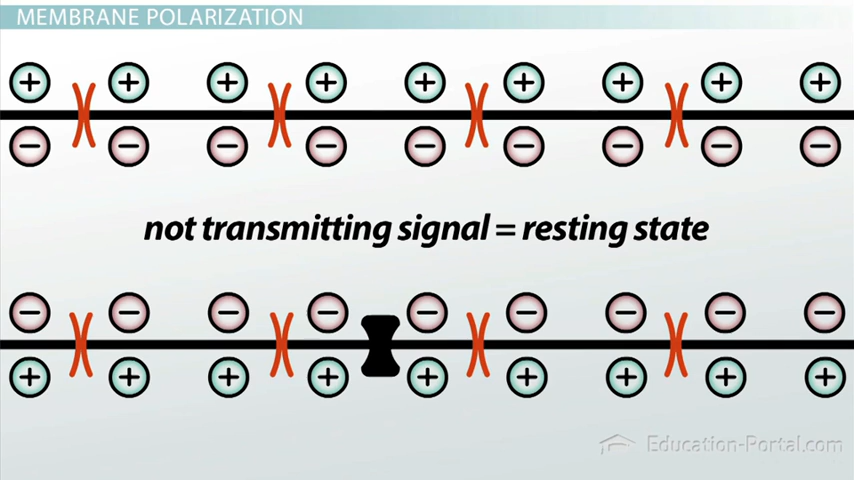 MEMBRANE POLARIZATION
not transmitting signal = resting state
Education-Portal.com